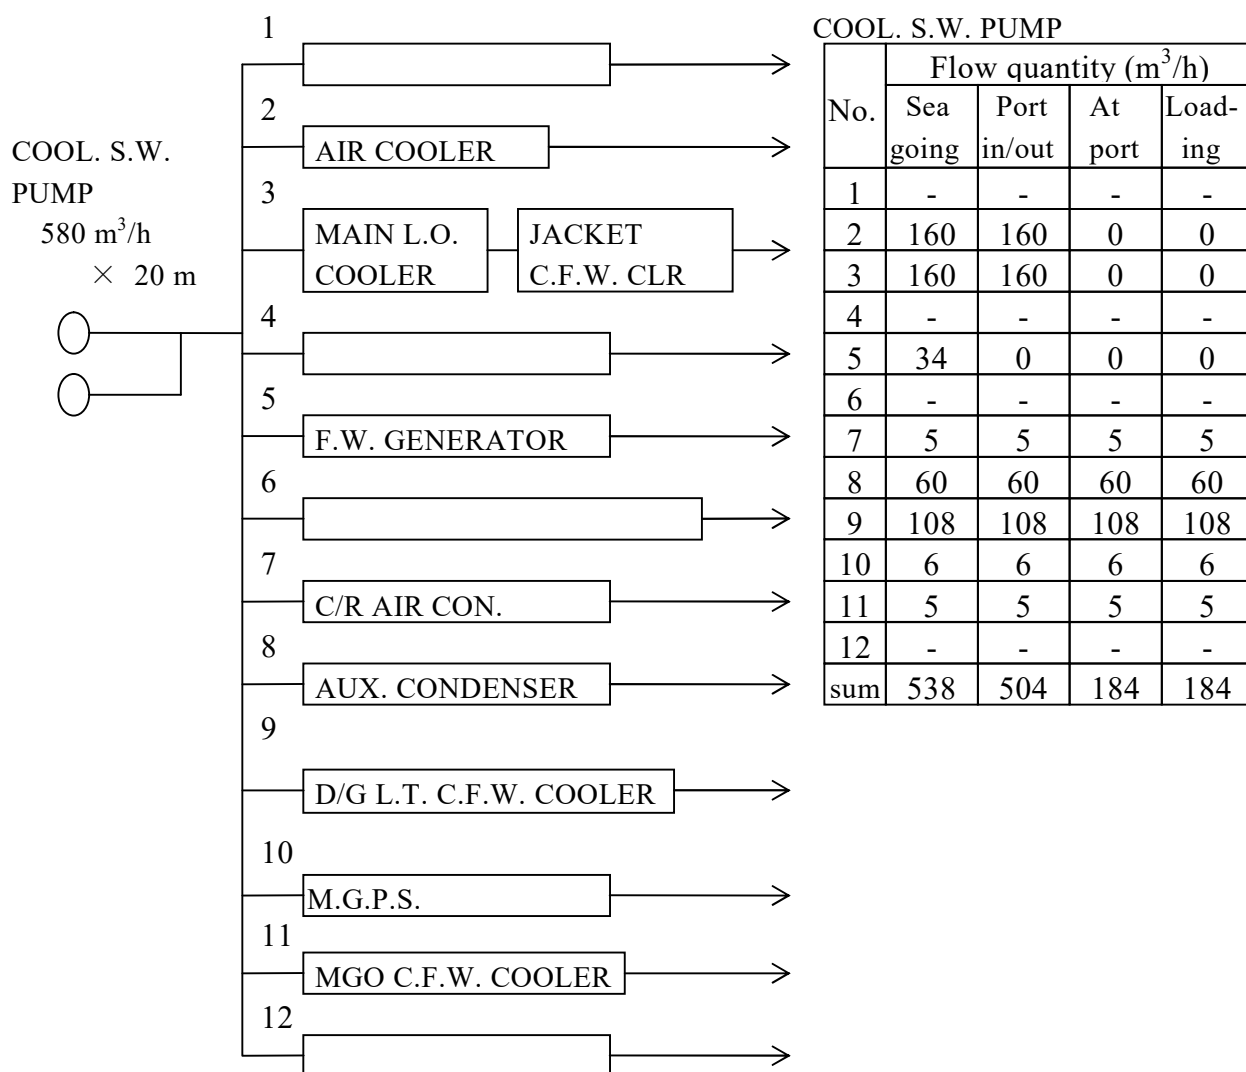 COOL. S.W.
PUMP
580 m³/h
× 20 m
1
2
AIR COOLER
3
MAIN L.O.
COOLER
JACKET
C.F.W. CLR
4
5
F.W. GENERATOR
6
7
C/R AIR CON.
8
AUX. CONDENSER
9
D/G L.T. C.F.W. COOLER
10
M.G.P.S.
11
MGO C.F.W. COOLER
12
COOL. S.W. PUMP
No. Flow quantity (m³/h)
Sea going Port in/out At port Load-ing
1 - - - -
2 160 160 0 0
3 160 160 0 0
4 - - - -
5 34 0 0 0
6 - - - -
7 5 5 5 5
8 60 60 60 60
9 108 108 108 108
10 6 6 6 6
11 5 5 5 5
12 - - - -
sum 538 504 184 184